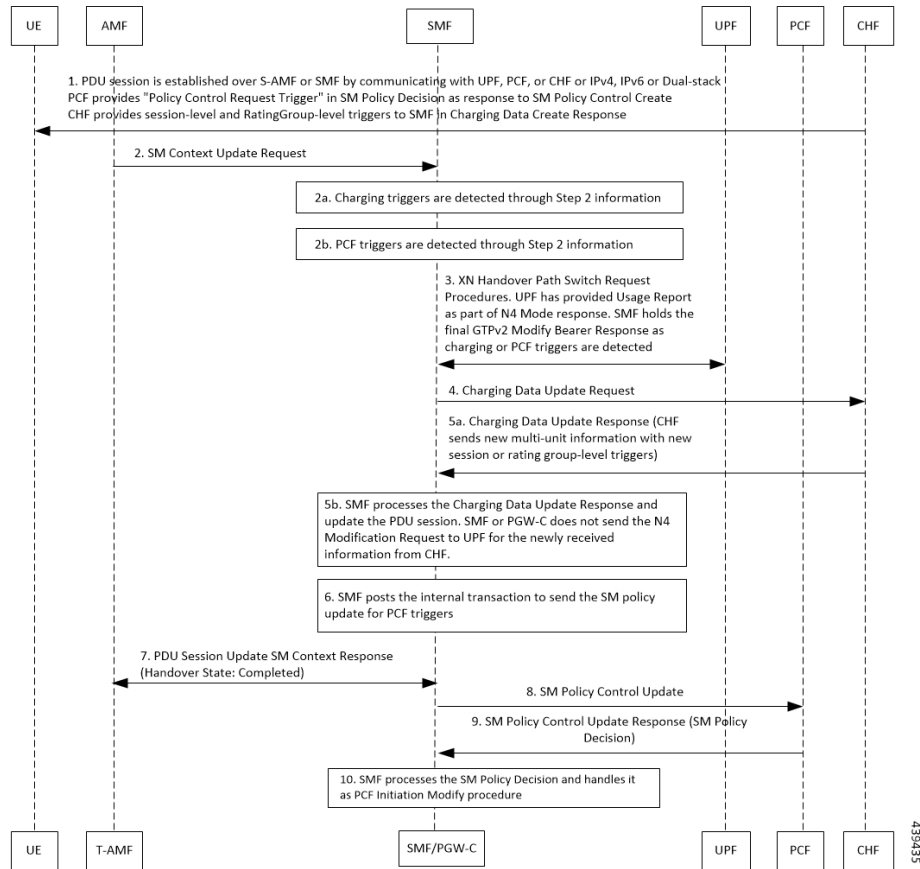 UE
AMF
SMF
UPF
PCF
CHF
1. PDU session is established over S-AMF or SMF by communicating with UPF, PCF, or CHF or IPv4, IPv6 or Dual-stack
PCF provides "Policy Control Request Trigger" in SM Policy Decision as response to SM Policy Control Create
CHF provides session-level and RatingGroup-level triggers to SMF in Charging Data Create Response
2. SM Context Update Request
2a. Charging triggers are detected through Step 2 information
2b. PCF triggers are detected through Step 2 information
3. XN Handover Path Switch Request
Procedures. UPF has provided Usage Report
as part of N4 Mode response. SMF holds the
final GTPv2 Modify Bearer Response as
charging or PCF triggers are detected
4. Charging Data Update Request
5a. Charging Data Update Response (CHF
sends new multi-unit information with new
session or rating group-level triggers)
5b. SMF processes the Charging Data Update Response and
update the PDU session. SMF or PGW-C does not send the N4
Modification Request to UPF for the newly received
information from CHF.
6. SMF posts the internal transaction to send the SM policy
update for PCF triggers
7. PDU Session Update SM Context Response
(Handover State: Completed)
8. SM Policy Control Update
9. SM Policy Control Update Response (SM Policy
Decision)
10. SMF processes the SM Policy Decision and handles it
as PCF Initiation Modify procedure
UE
T-AMF
SMF/PGW-C
UPF
PCF
CHF
439435